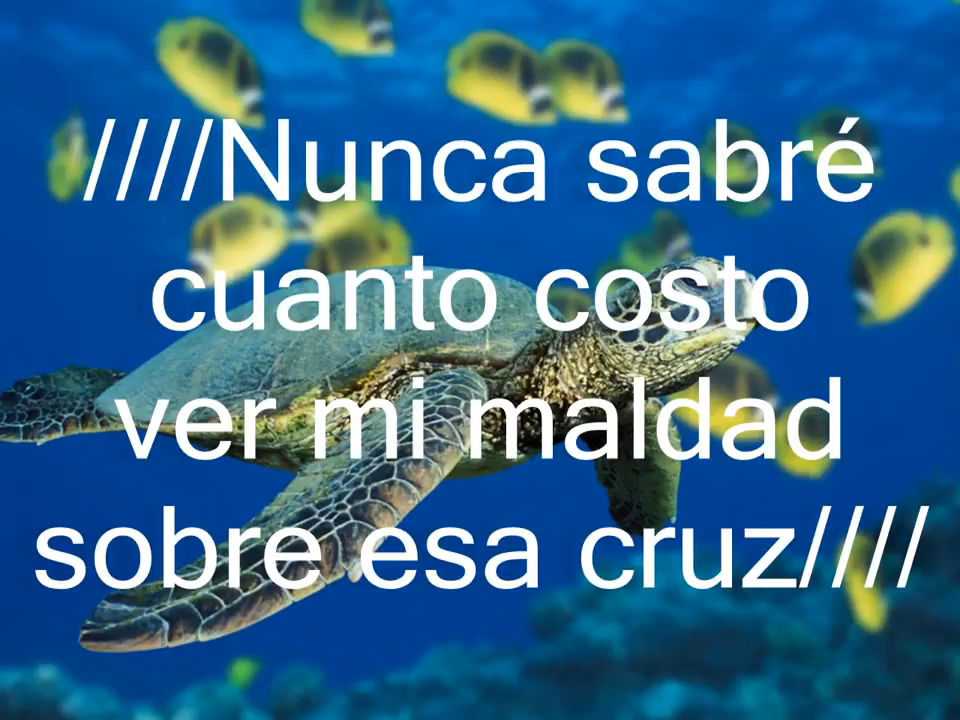 ////Nunca sabré
cuanto costo
ver mi maldad
sobre esa cruz////